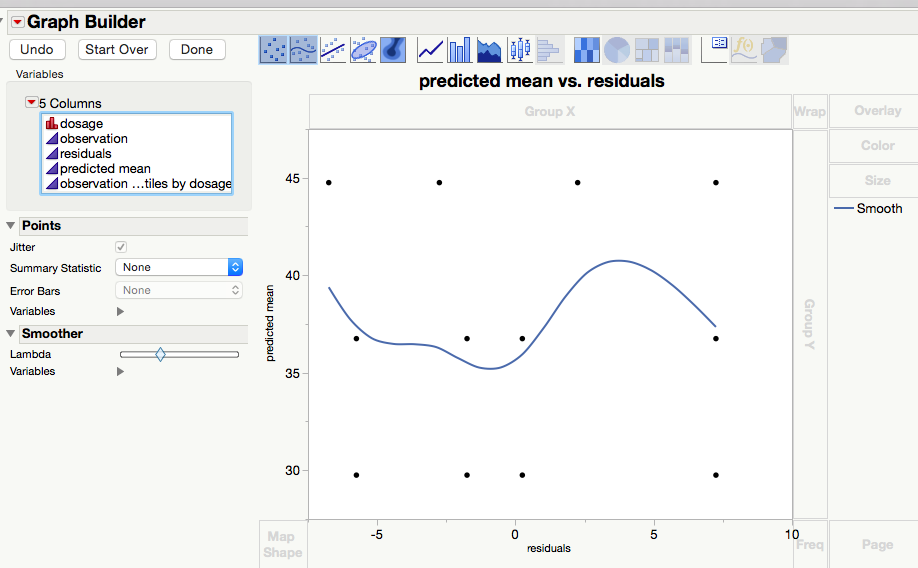 Graph Builder
Undo Start Over Done
Variables
5 Columns
dosage
observation
residuals
predicted mean
observation ...tiles by dosage
Points
Jitter
Summary Statistic None
Error Bars None
Variables
Smoother
Lambda
Variables
predicted mean vs. residuals
Group X
Wrap
Overlay
Color
Size
Smooth
45
40
35
30
predicted mean
Group Y
-5 0 5 10
residuals
Map
Shape
Freq
Page